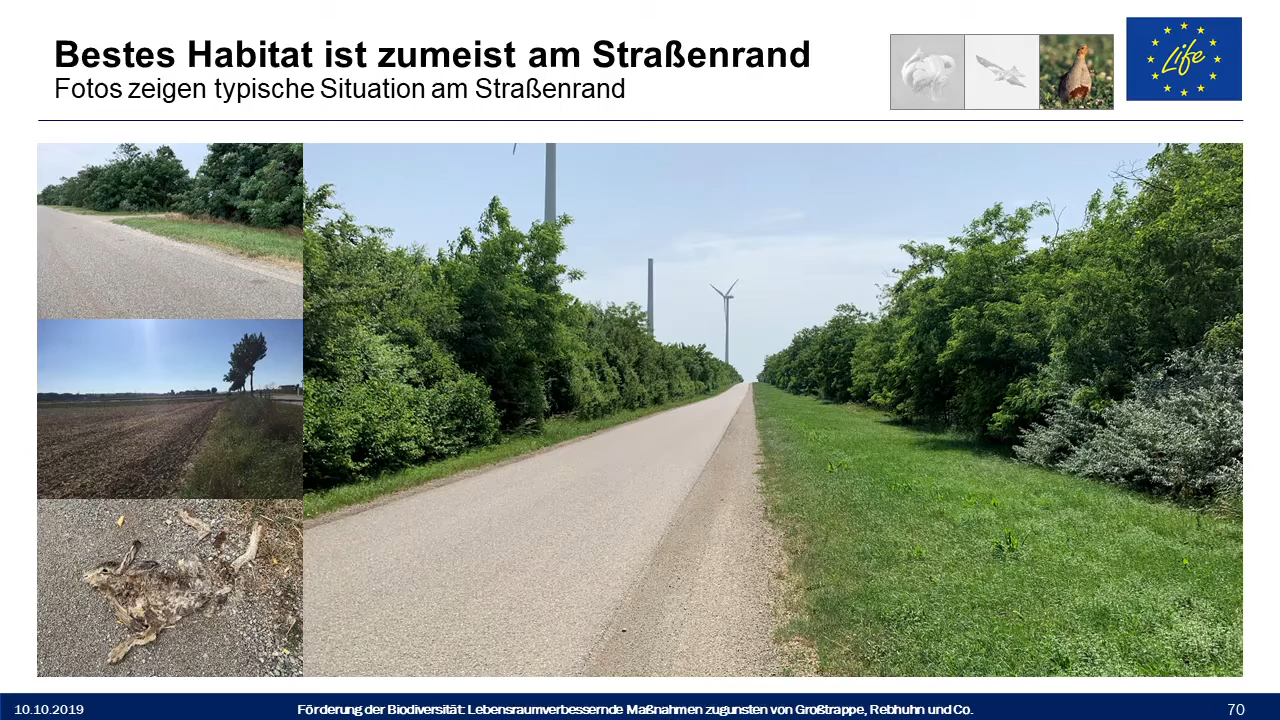 Bestes Habitat ist zumeist am Straßenrand
Fotos zeigen typische Situation am Straßenrand
Life
10.10.2019
Förderung der Biodiversität: Lebensraumverbessernde Maßnahmen zugunsten von Großtrappe, Rebhuhn und Co.
70